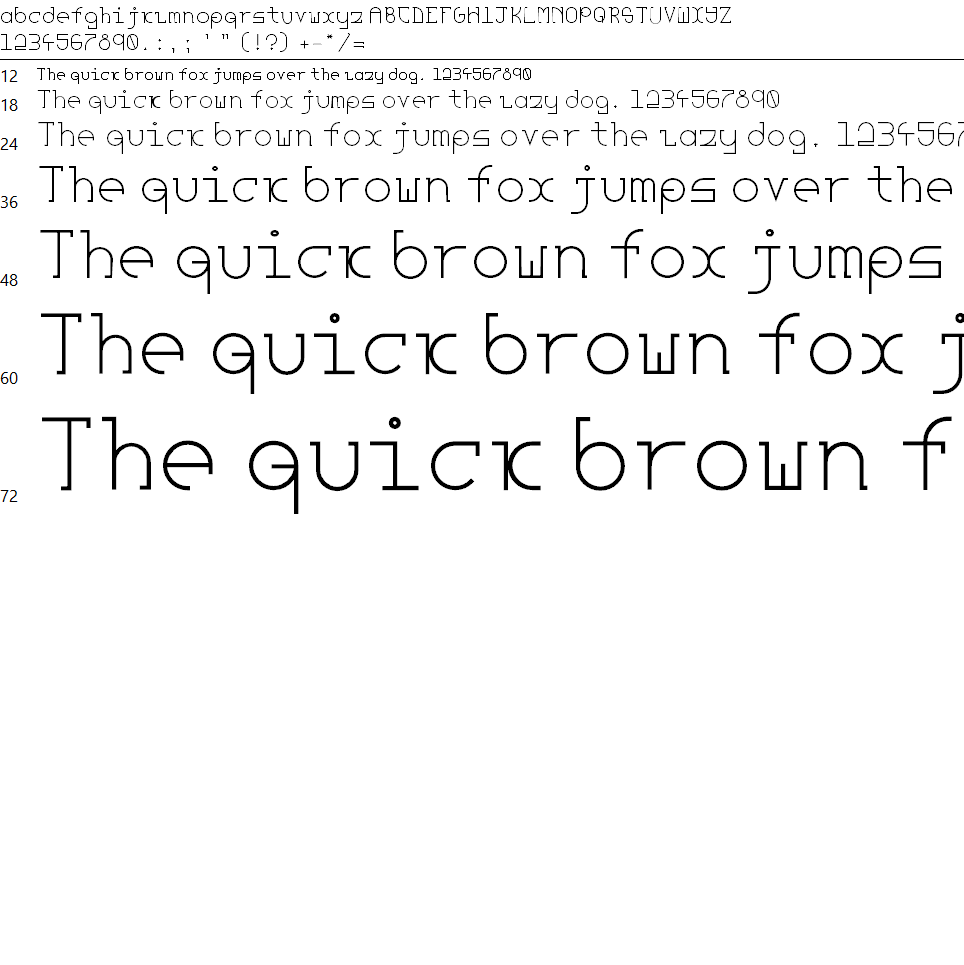 abcdefghijklmnopqrstuvwxyz ABCDEFGHIJKLMNOPQRSTUVWXYZ
1234567890.:,; ' " (!?) +-*/=
12 The quick brown fox jumps over the lazy dog. 1234567890
18 The quick brown fox jumps over the lazy dog. 1234567890
24 The quick brown fox jumps over the lazy dog. 1234567
36 The quick brown fox jumps over the
48 The quick brown fox jumps
60 The quick brown fox j
72 The quick brown f